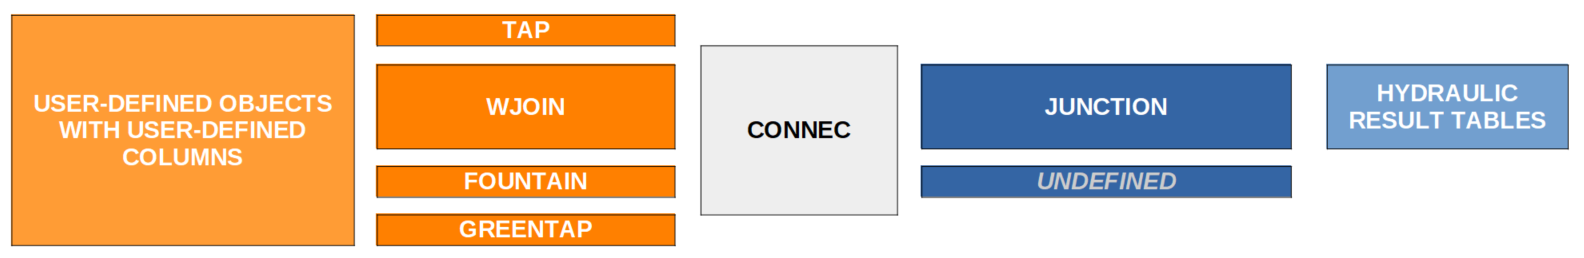 USER-DEFINED OBJECTS
WITH USER-DEFINED
COLUMNS
TAP
WJOIN
FOUNTAIN
GREENTAP
CONNEC
JUNCTION
UNDEFINED
HYDRAULIC
RESULT TABLES